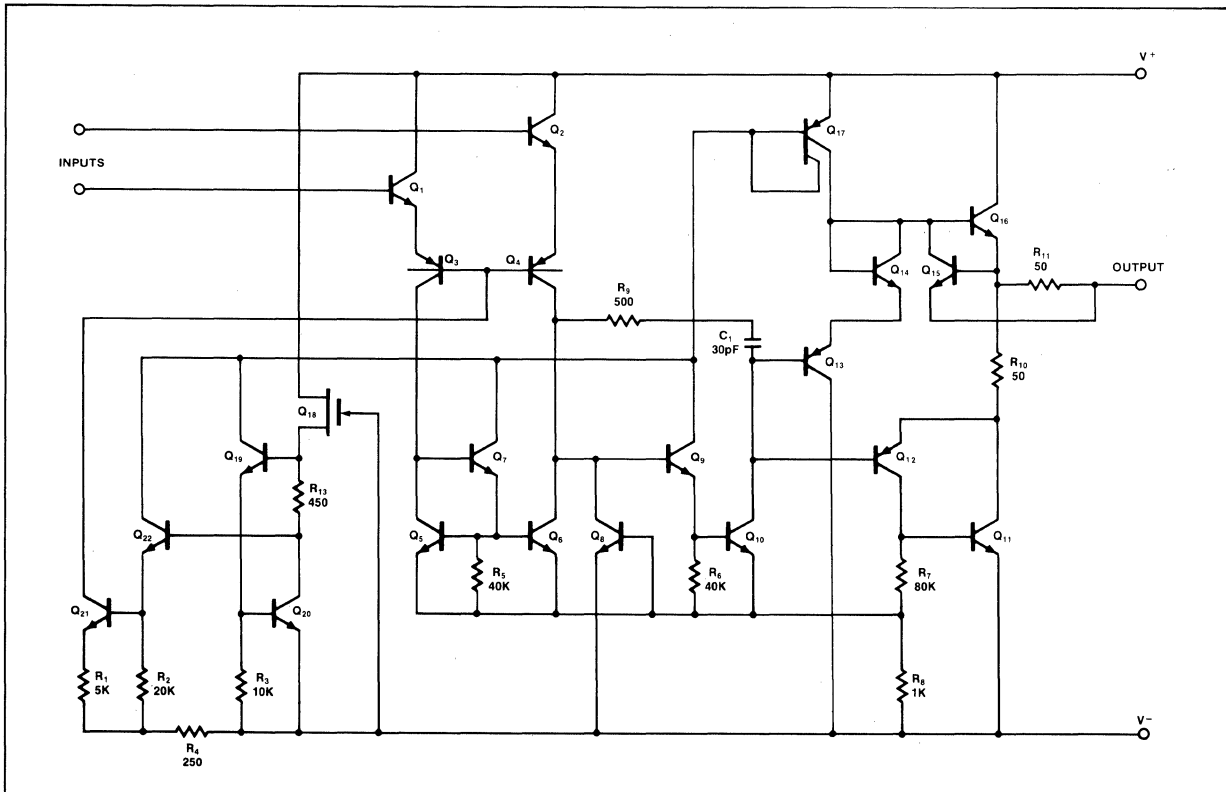 V+
Q2
Q17
INPUTS
Q1
Q16
Q3
Q4
Q14
Q15
R11
50
OUTPUT
R9
500
C1
30pF
Q13
R10
50
Q18
Q19
Q7
Q9
Q12
R13
450
Q22
Q5
Q6
Q8
Q10
Q11
R5
40K
R6
40K
R7
80K
Q21
Q20
R1
5K
R2
20K
R3
10K
R8
1K
V-
R4
250